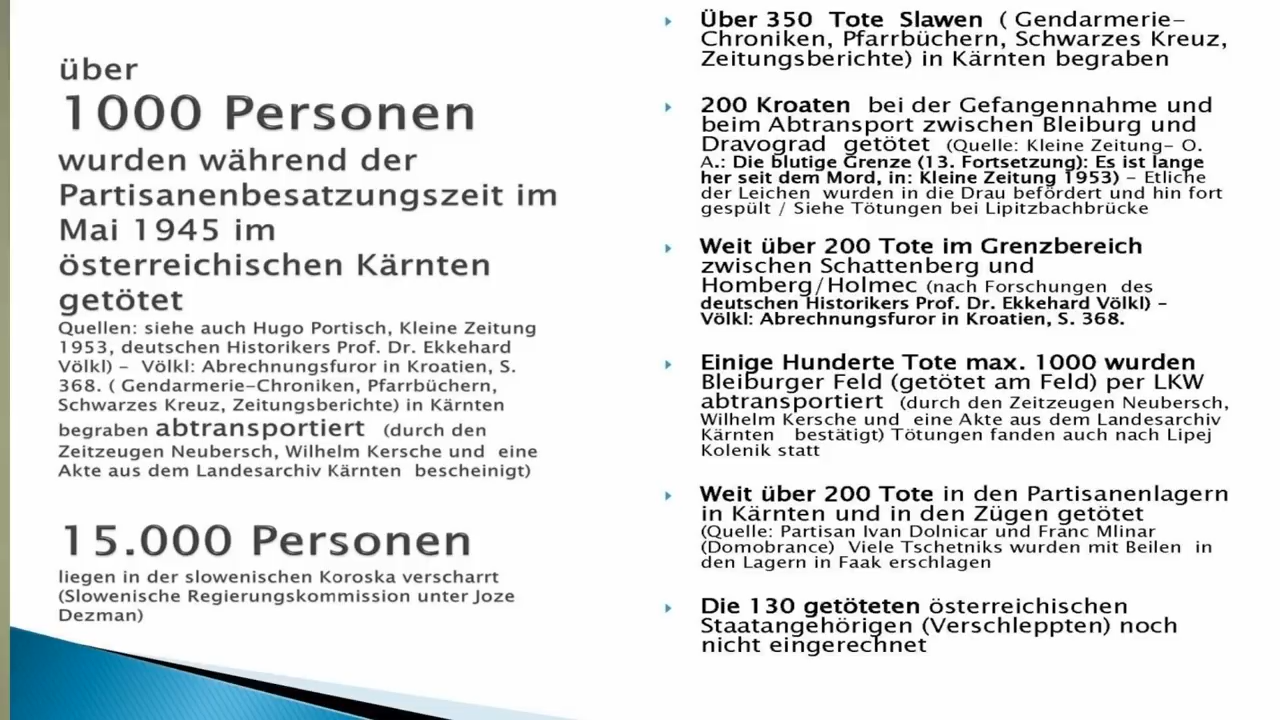 über
1000 Personen
wurden während der
Partisanenbesatzungszeit im
Mai 1945 im
österreichischen Kärnten
getötet
Quellen: siehe auch Hugo Portisch, Kleine Zeitung
1953, deutschen Historikers Prof. Dr. Ekkehard
Völkl) – Völkl: Abrechnungsfuror in Kroatien, S.
368. ( Gendarmerie-Chroniken, Pfarrbüchern,
Schwarzes Kreuz, Zeitungsberichte) in Kärnten
begraben abtransportiert (durch den
Zeitzeugen Neubersch, Wilhelm Kersche und eine
Akte aus dem Landesarchiv Kärnten bescheinigt)
15.000 Personen
liegen in der slowenischen Koroska verscharrt
(Slowenische Regierungskommission unter Joze
Dezman)
Über 350 Tote Slawen ( Gendarmerie-
Chroniken, Pfarrbüchern, Schwarzes Kreuz,
Zeitungsberichte) in Kärnten begraben
200 Kroaten bei der Gefangennahme und
beim Abtransport zwischen Bleiburg und
Dravograd getötet (Quelle: Kleine Zeitung- O.
A.: Die blutige Grenze (13. Fortsetzung): Es ist lange
her seit dem Mord, in: Kleine Zeitung 1953) – Etliche
der Leichen wurden in die Drau befördert und hin fort
gespült / Siehe Tötungen bei Lipitzbachbrücke
Weit über 200 Tote im Grenzbereich
zwischen Schattenberg und
Homberg/Holmec (nach Forschungen des
deutschen Historikers Prof. Dr. Ekkehard Völkl) –
Völkl: Abrechnungsfuror in Kroatien, S. 368.
Einige Hunderte Tote max. 1000 wurden
Bleiburger Feld (getötet am Feld) per LKW
abtransportiert (durch den Zeitzeugen Neubersch,
Wilhelm Kersche und eine Akte aus dem Landesarchiv
Kärnten bestätigt) Tötungen fanden auch nach Lipej
Kolenik statt
Weit über 200 Tote in den Partisanenlagern
in Kärnten und in den Zügen getötet
(Quelle: Partisan Ivan Dolnicar und Franc Mlinar
(Domobrance) Viele Tschetniks wurden mit Beilen in
den Lagern in Faak erschlagen
Die 130 getöteten österreichischen
Staatangehörigen (Verschleppten) noch
nicht eingerechnet